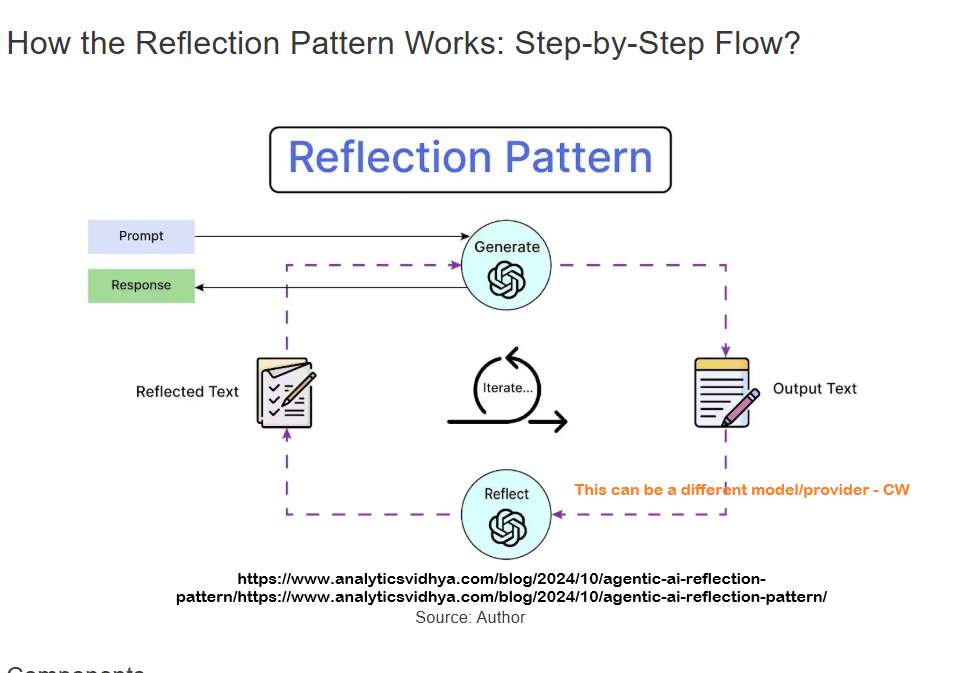 How the Reflection Pattern Works: Step-by-Step Flow?
Reflection Pattern
Prompt
Generate
Response
Reflected Text
Iterate...
Output Text
Reflect
This can be a different model/provider - CW
https://www.analyticsvidhya.com/blog/2024/10/agentic-ai-reflection-
pattern/https://www.analyticsvidhya.com/blog/2024/10/agentic-ai-reflection-pattern/
Source: Author
Components